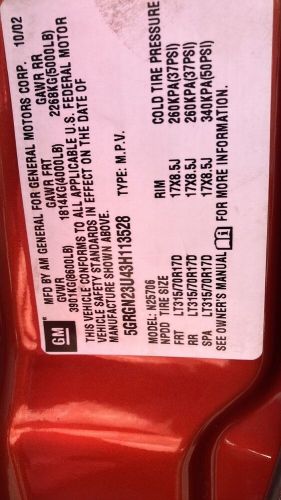 MFD BY AM GENERAL FOR GENERAL MOTORS CORP. 10/02
GVWR GAWR FRT GAWR RR
3901KG(8600LB) 1814KG(4000LB) 2268KG(5000LB)
THIS VEHICLE CONFORMS TO ALL APPLICABLE U.S. FEDERAL MOTOR
VEHICLE SAFETY STANDARDS IN EFFECT ON THE DATE OF
MANUFACTURE SHOWN ABOVE.
GM
5GRGN23U43H113528 TYPE: M.P.V.
MODEL: H25706
NPDD TIRE SIZE RIM COLD TIRE PRESSURE
FRT LT315/70R17D 17X8.5J 260KPA(37PSI)
RR LT315/70R17D 17X8.5J 260KPA(37PSI)
SPA LT315/70R17D 17X8.5J 340KPA(50PSI)
SEE OWNER'S MANUAL FOR MORE INFORMATION.